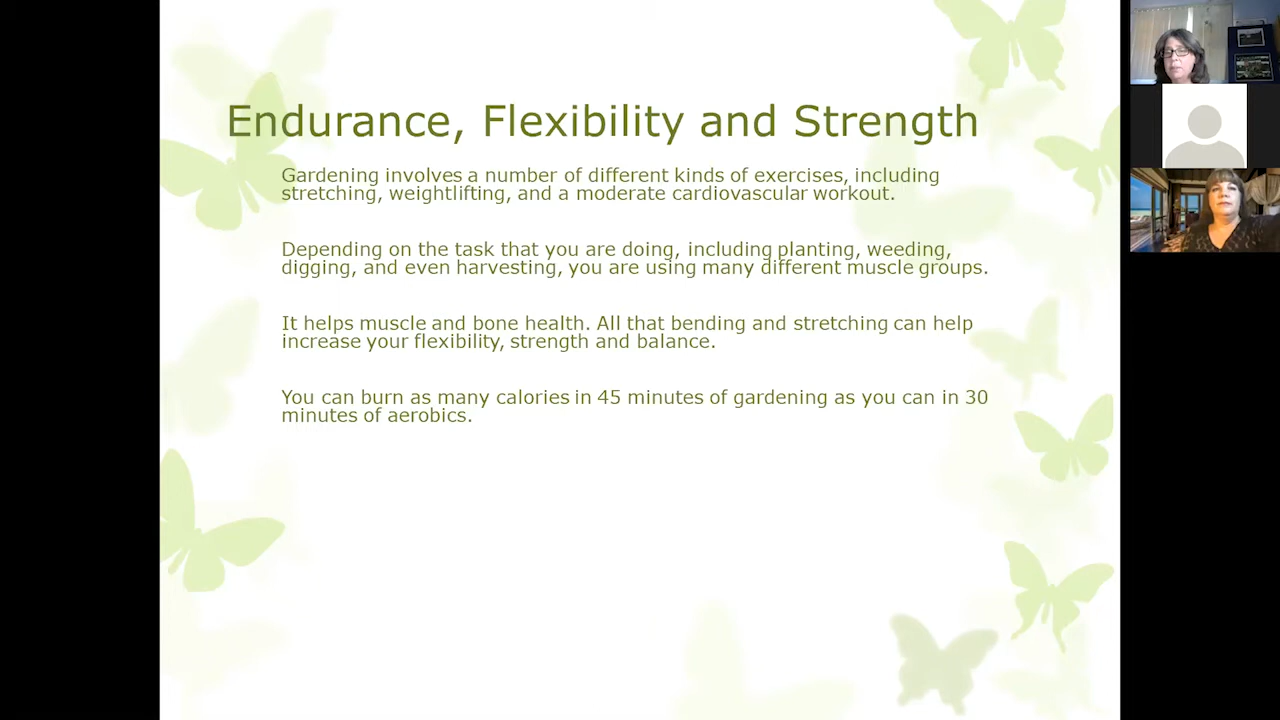 Endurance, Flexibility and Strength
Gardening involves a number of different kinds of exercises, including
stretching, weightlifting, and a moderate cardiovascular workout.
Depending on the task that you are doing, including planting, weeding,
digging, and even harvesting, you are using many different muscle groups.
It helps muscle and bone health. All that bending and stretching can help
increase your flexibility, strength and balance.
You can burn as many calories in 45 minutes of gardening as you can in 30
minutes of aerobics.